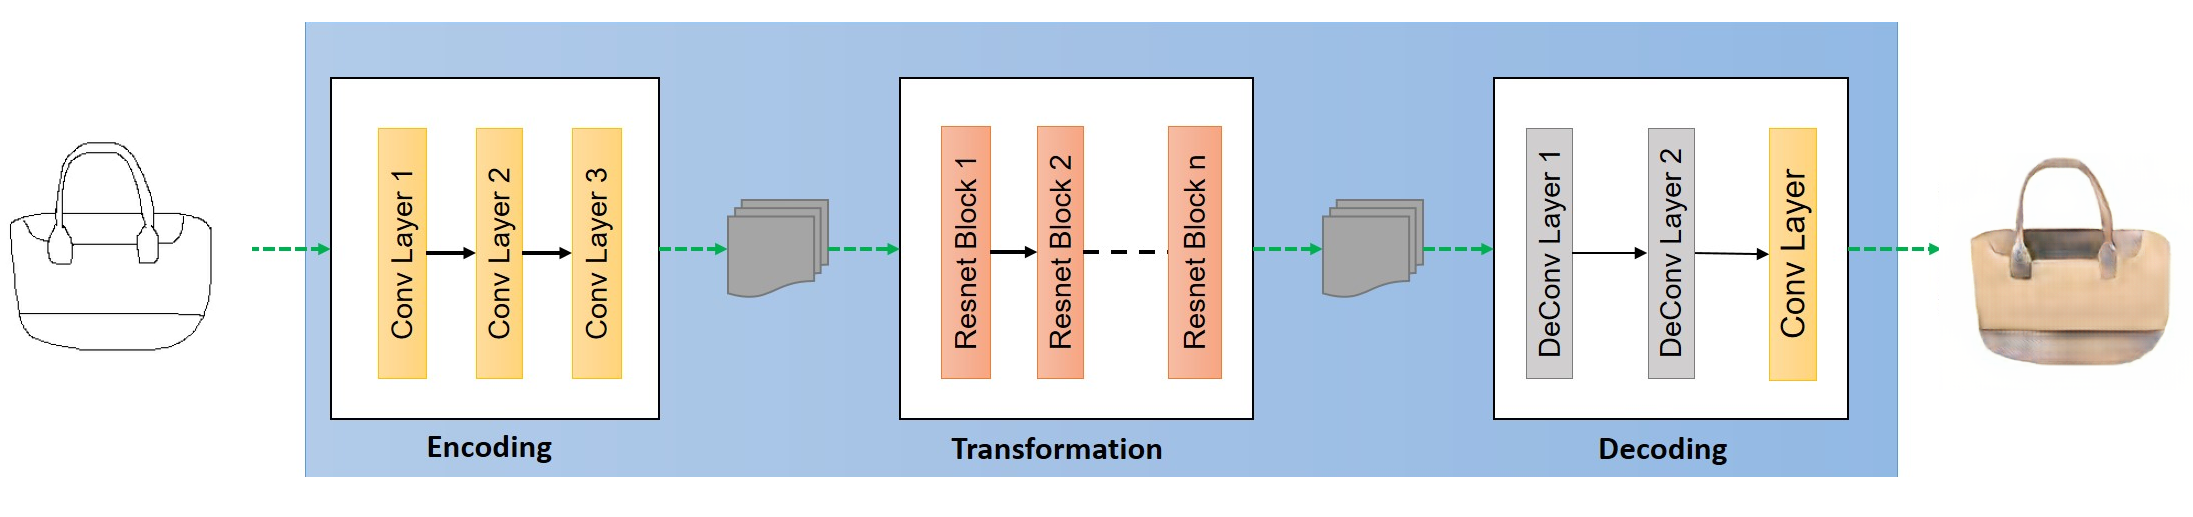 Conv Layer 1
Conv Layer 2
Conv Layer 3
Encoding
Resnet Block 1
Resnet Block 2
Resnet Block n
Transformation
DeConv Layer 1
DeConv Layer 2
Conv Layer
Decoding